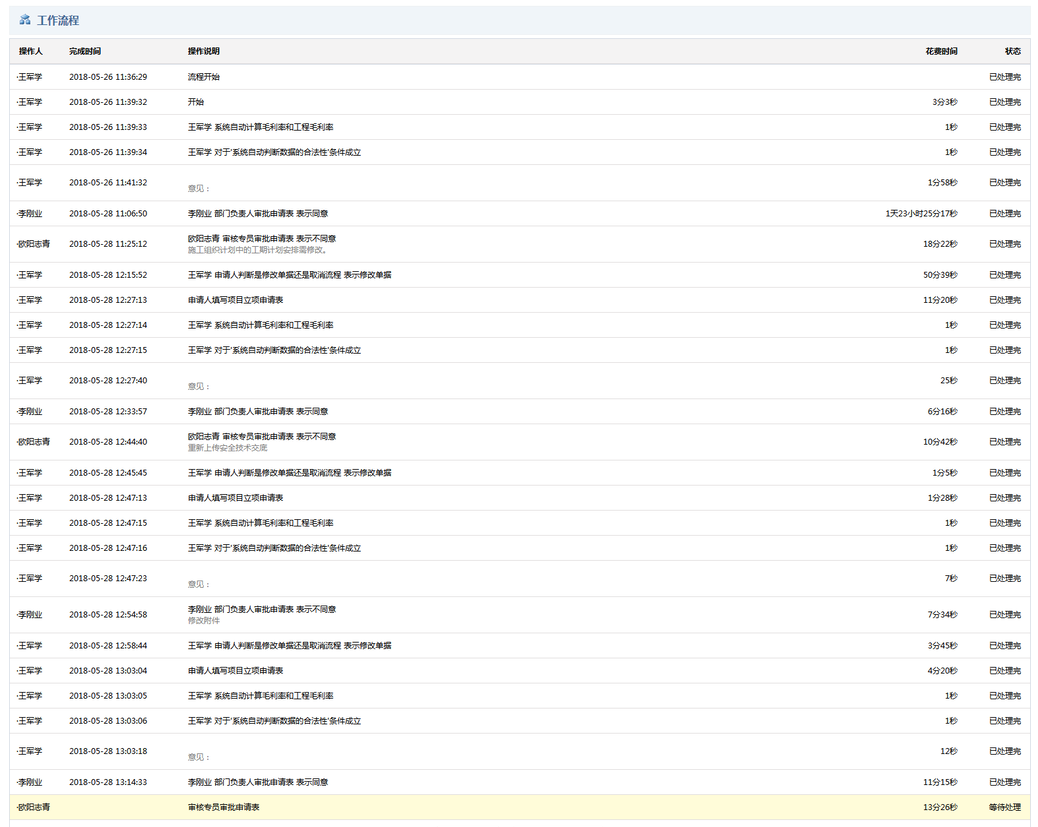 工作流程
操作人 完成时间 操作说明 花费时间 状态
·王军学 2018-05-26 11:36:29 流程开始 已处理完
·王军学 2018-05-26 11:39:32 开始 3分3秒 已处理完
·王军学 2018-05-26 11:39:33 王军学 系统自动计算毛利率和工程毛利率 1秒 已处理完
·王军学 2018-05-26 11:39:34 王军学 对于'系统自动判断数据的合法性'条件成立 1秒 已处理完
·王军学 2018-05-26 11:41:32 1分58秒 已处理完
意见：
·李刚业 2018-05-28 11:06:50 李刚业 部门负责人审批申请表 表示同意 1天23小时25分17秒 已处理完
·欧阳志青 2018-05-28 11:25:12 欧阳志青 审核专员审批申请表 表示不同意 18分22秒 已处理完
施工组织计划中的工期计划安排需修改。
·王军学 2018-05-28 12:15:52 王军学 申请人判断是修改单据还是取消流程 表示修改单据 50分39秒 已处理完
·王军学 2018-05-28 12:27:13 申请人填写项目立项申请表 11分20秒 已处理完
·王军学 2018-05-28 12:27:14 王军学 系统自动计算毛利率和工程毛利率 1秒 已处理完
·王军学 2018-05-28 12:27:15 王军学 对于'系统自动判断数据的合法性'条件成立 1秒 已处理完
·王军学 2018-05-28 12:27:40 25秒 已处理完
意见：
·李刚业 2018-05-28 12:33:57 李刚业 部门负责人审批申请表 表示同意 6分16秒 已处理完
·欧阳志青 2018-05-28 12:44:40 欧阳志青 审核专员审批申请表 表示不同意 10分42秒 已处理完
重新上传安全技术交底
·王军学 2018-05-28 12:45:45 王军学 申请人判断是修改单据还是取消流程 表示修改单据 1分5秒 已处理完
·王军学 2018-05-28 12:47:13 申请人填写项目立项申请表 1分28秒 已处理完
·王军学 2018-05-28 12:47:15 王军学 系统自动计算毛利率和工程毛利率 1秒 已处理完
·王军学 2018-05-28 12:47:16 王军学 对于'系统自动判断数据的合法性'条件成立 1秒 已处理完
·王军学 2018-05-28 12:47:23 7秒 已处理完
意见：
·李刚业 2018-05-28 12:54:58 李刚业 部门负责人审批申请表 表示不同意 7分34秒 已处理完
修改附件
·王军学 2018-05-28 12:58:44 王军学 申请人判断是修改单据还是取消流程 表示修改单据 3分45秒 已处理完
·王军学 2018-05-28 13:03:04 申请人填写项目立项申请表 4分20秒 已处理完
·王军学 2018-05-28 13:03:05 王军学 系统自动计算毛利率和工程毛利率 1秒 已处理完
·王军学 2018-05-28 13:03:06 王军学 对于'系统自动判断数据的合法性'条件成立 1秒 已处理完
·王军学 2018-05-28 13:03:18 12秒 已处理完
意见：
·李刚业 2018-05-28 13:14:33 李刚业 部门负责人审批申请表 表示同意 11分15秒 已处理完
·欧阳志青 审核专员审批申请表 13分26秒 等待处理